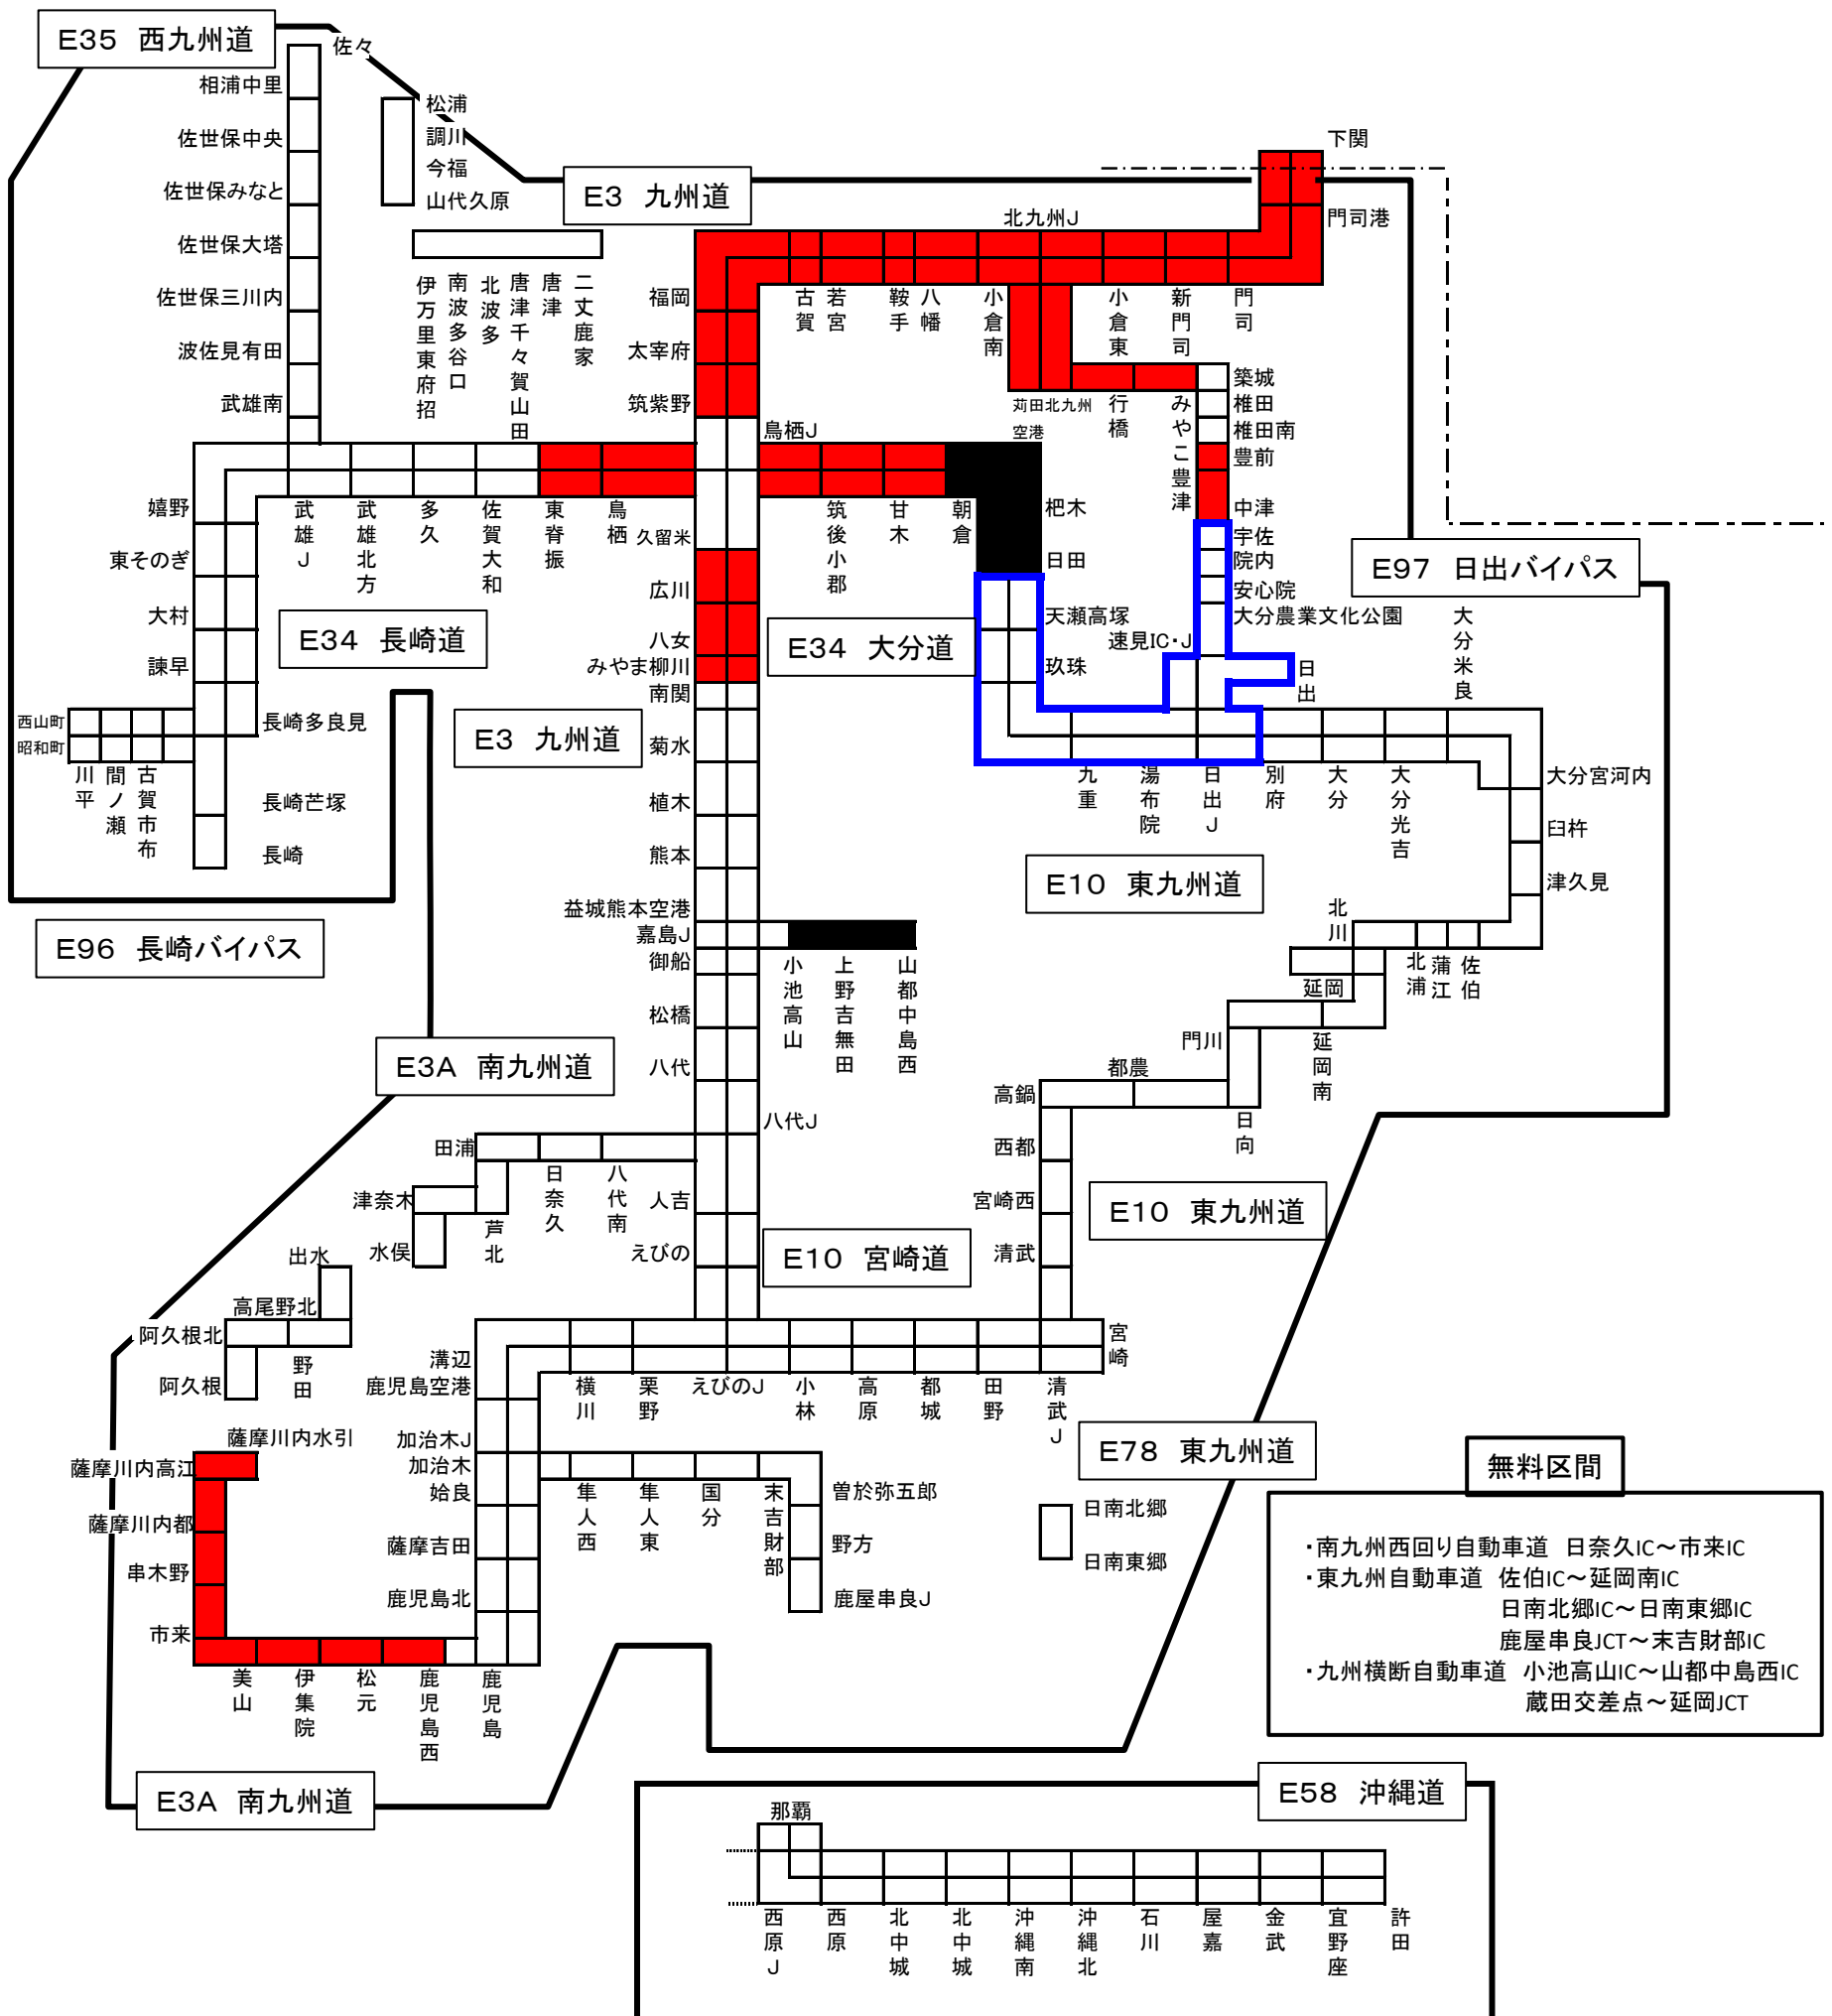 E35 西九州道
佐々
相浦中里
佐世保中央
佐世保みなと
佐世保大塔
佐世保三川内
波佐見有田
武雄南
松浦
調川
今福
山代久原
E3 九州道
下関
門司港
北九州J
伊万里東府招
南波多谷口
北波多
唐津千々賀山田
唐津
二丈鹿家
福岡
太宰府
筑紫野
古賀
若宮
鞍手
八幡
小倉南
小倉東
新門司
門司
苅田北九州
空港
行橋
みやこ豊津
築城
椎田
椎田南
豊前
中津
宇佐
院内
安心院
大分農業文化公園
速見IC・J
日出
大分米良
E97 日出バイパス
鳥栖J
嬉野
東そのぎ
大村
諫早
武雄J
武雄北方
多久
佐賀大和
東脊振
鳥栖
久留米
筑後小郡
甘木
朝倉
杷木
日田
天瀬高塚
玖珠
E34 長崎道
E34 大分道
広川
八女
みやま柳川
南関
菊水
植木
熊本
益城熊本空港
嘉島J
御船
松橋
八代
八代J
人吉
えびの
E3 九州道
西山町
昭和町
川平
間ノ瀬
古賀市布
長崎多良見
長崎芒塚
長崎
E96 長崎バイパス
九重
湯布院
日出J
別府
大分
大分光吉
大分宮河内
臼杵
津久見
E10 東九州道
北川
北浦
蒲江
佐伯
延岡
延岡南
門川
日向
都農
高鍋
西都
宮崎西
清武
小池高山
上野吉無田
山都中島西
E3A 南九州道
田浦
日奈久
八代南
津奈木
芦北
水俣
出水
高尾野北
阿久根北
野田
阿久根
E10 宮崎道
E10 東九州道
宮崎
溝辺
鹿児島空港
横川
栗野
えびのJ
小林
高原
都城
田野
清武J
E78 東九州道
加治木J
加治木
姶良
薩摩吉田
鹿児島北
隼人西
隼人東
国分
末吉財部
曽於弥五郎
野方
鹿屋串良J
日南北郷
日南東郷
薩摩川内水引
薩摩川内高江
薩摩川内都
串木野
市来
美山
伊集院
松元
鹿児島西
鹿児島
E3A 南九州道
無料区間
・南九州西回り自動車道 日奈久IC～市来IC
・東九州自動車道 佐伯IC～延岡南IC
日南北郷IC～日南東郷IC
鹿屋串良JCT～末吉財部IC
・九州横断自動車道 小池高山IC～山都中島西IC
蔵田交差点～延岡JCT
E58 沖縄道
那覇
西原J
西原
北中城
北中城
沖縄南
沖縄北
石川
屋嘉
金武
宜野座
許田